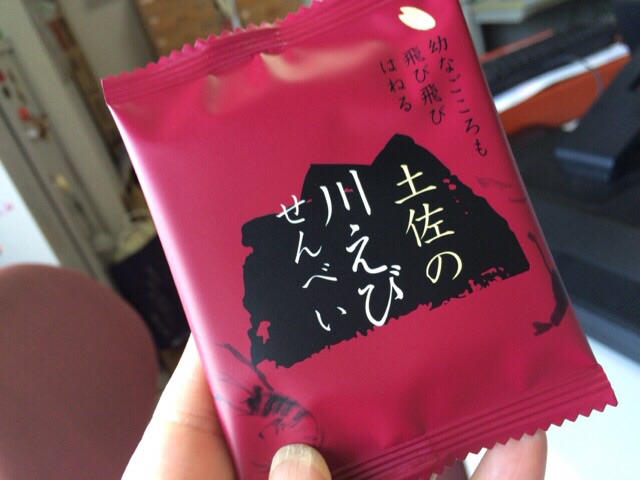 幼なごころも
飛び飛び
はねる
土佐の
川えび
せんべい